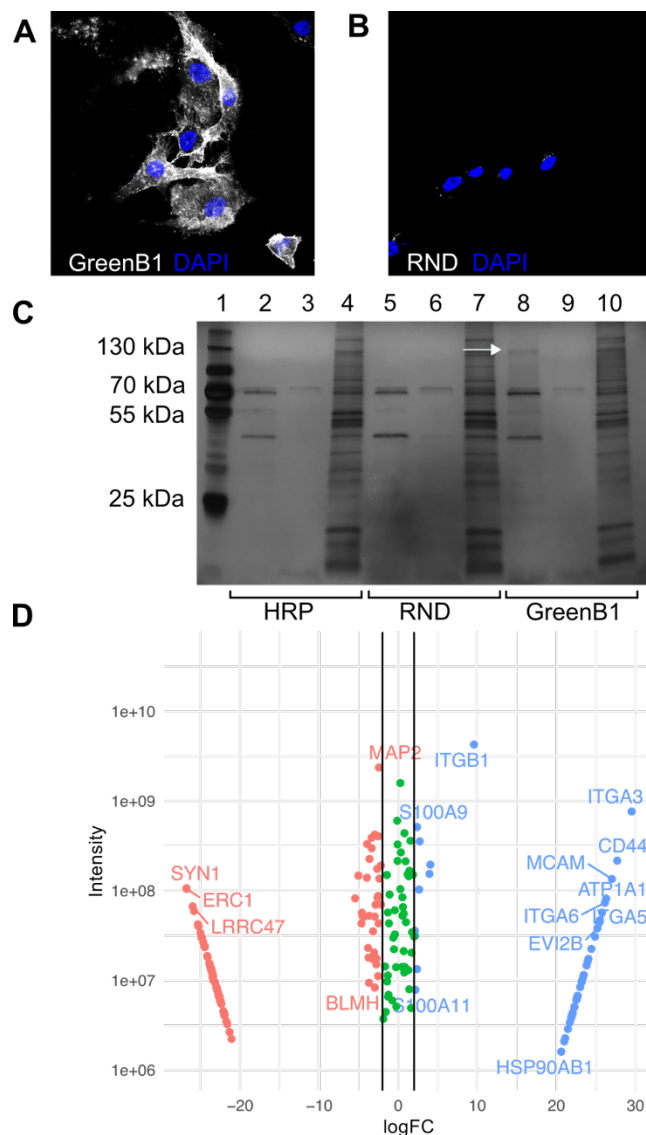 A
B
GreenB1 DAPI
RND DAPI
C
1 2 3 4 5 6 7 8 9 10
130 kDa
70 kDa
55 kDa
25 kDa
HRP RND GreenB1
D
1e+10
1e+09
1e+08
1e+07
1e+06
Intensity
MAP2
ITGB1
S100A9
ITGA3
CD44
MCAM
SYN1
ATP1A1
ERC1
ITGA6
TGA5
LRRC47
EVI2B
BLMH
S100A11
HSP90AB1
−20 −10 0 10 20 30
logFC